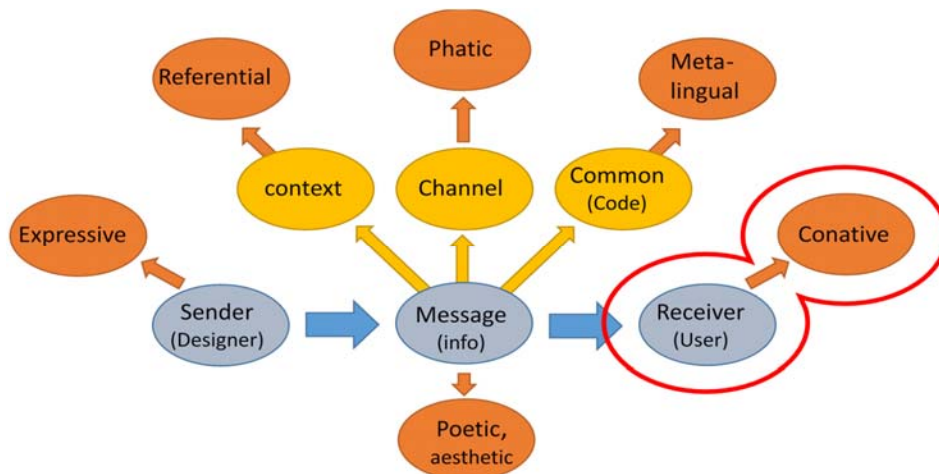 Phatic
Referential
Meta-
lingual
context
Channel
Common
(Code)
Expressive
Conative
Sender
(Designer)
Message
(info)
Receiver
(User)
Poetic,
aesthetic